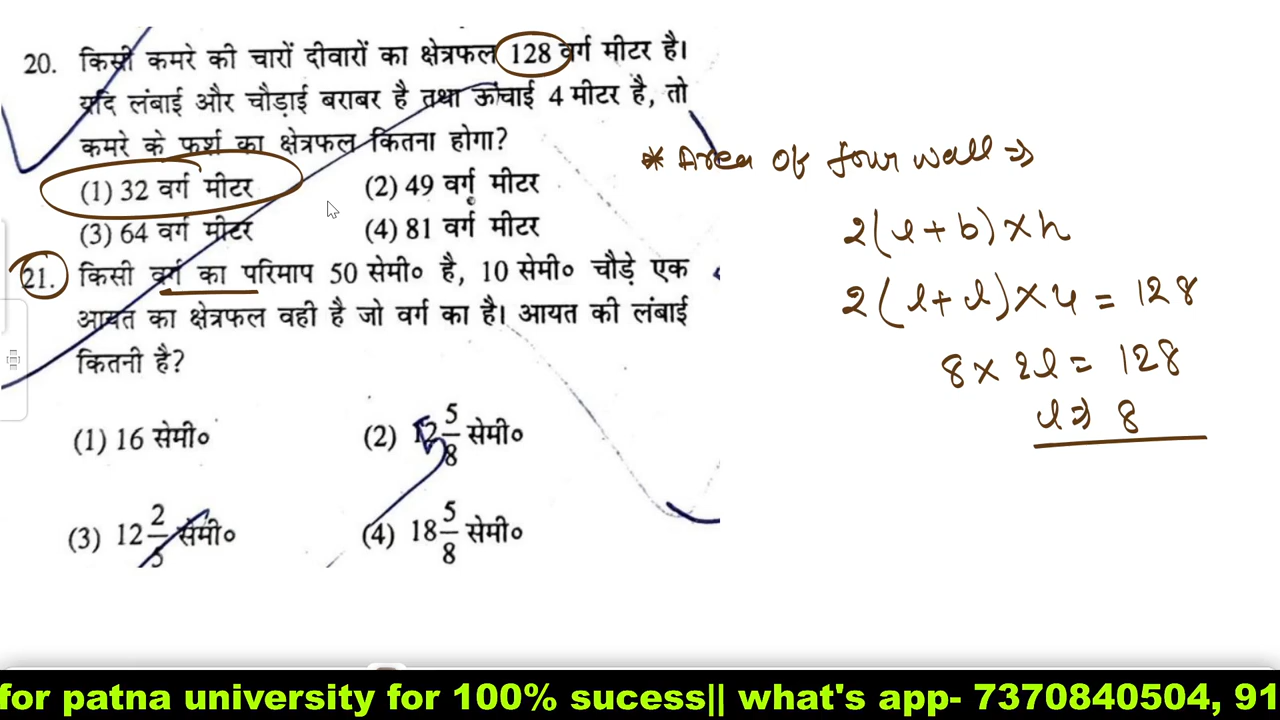 20. किसी कमरे की चारों दीवारों का क्षेत्रफल 128 वर्ग मीटर है।
यदि लंबाई और चौड़ाई बराबर है तथा ऊंचाई 4 मीटर है, तो
कमरे के फर्श का क्षेत्रफल कितना होगा?
(1) 32 वर्ग मीटर (2) 49 वर्ग मीटर
(3) 64 वर्ग मीटर (4) 81 वर्ग मीटर
21. किसी वर्ग का परिमाप 50 सेमी० है, 10 सेमी० चौड़े एक
आयत का क्षेत्रफल वही है जो वर्ग का है। आयत की लंबाई
कितनी है?
(1) 16 सेमी० (2) 12 5/8 सेमी०
(3) 12 2/5 सेमी० (4) 18 5/8 सेमी०
* Area of four wall ⇒
2(l+b)×h
2(l+l)×4 = 128
8×2l = 128
l ⇒ 8
for patna university for 100% sucess|| what's app- 7370840504, 91